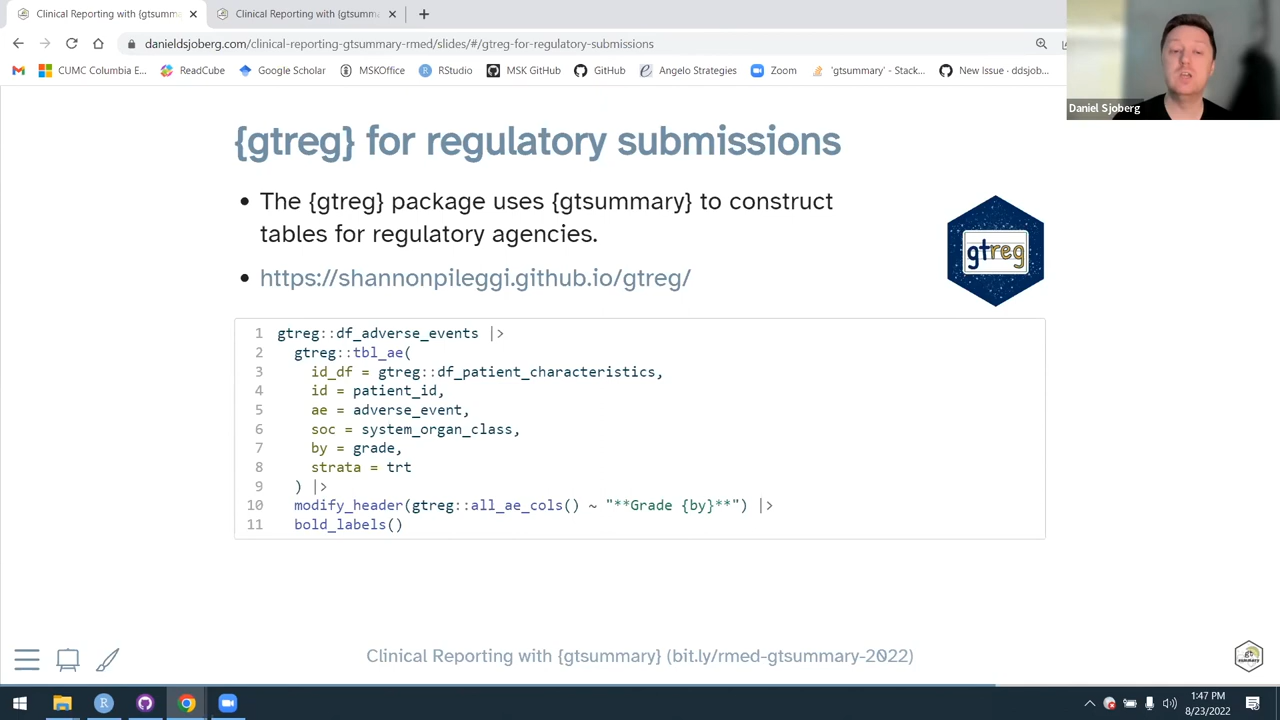 Clinical Reporting with {gtsumm
Clinical Reporting with {gtsumm
danieldsjoberg.com/clinical-reporting-gtsummary-rmed/slides/#/gtreg-for-regulatory-submissions
CUMC Columbia E...
ReadCube
Google Scholar
MSKOffice
RStudio
MSK GitHub
GitHub
Angelo Strategies
Zoom
'gtsummary' - Stack...
New Issue · ddsjob...
Daniel Sjoberg
{gtreg} for regulatory submissions
• The {gtreg} package uses {gtsummary} to construct
tables for regulatory agencies.
• https://shannonpileggi.github.io/gtreg/
gtreg
1 gtreg::df_adverse_events |>
2 gtreg::tbl_ae(
3 id_df = gtreg::df_patient_characteristics,
4 id = patient_id,
5 ae = adverse_event,
6 soc = system_organ_class,
7 by = grade,
8 strata = trt
9 ) |>
10 modify_header(gtreg::all_ae_cols() ~ "**Grade {by}**") |>
11 bold_labels()
Clinical Reporting with {gtsummary} (bit.ly/rmed-gtsummary-2022)
gt
summary
1:47 PM
8/23/2022